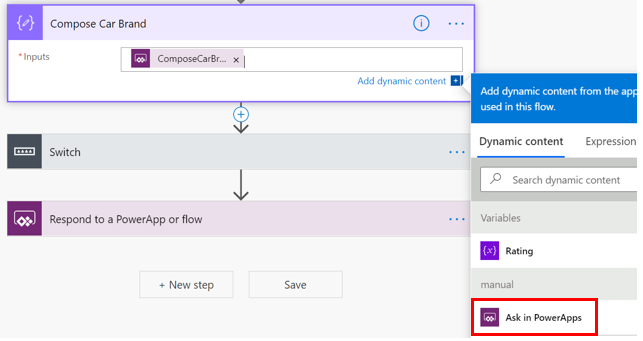 Compose Car Brand
* Inputs
ComposeCarBr... ×
Add dynamic content
Add dynamic content from the app
used in this flow.
Dynamic content
Expression
Search dynamic content
Switch
Variables
Respond to a PowerApp or flow
Rating
+ New step
Save
manual
Ask in PowerApps